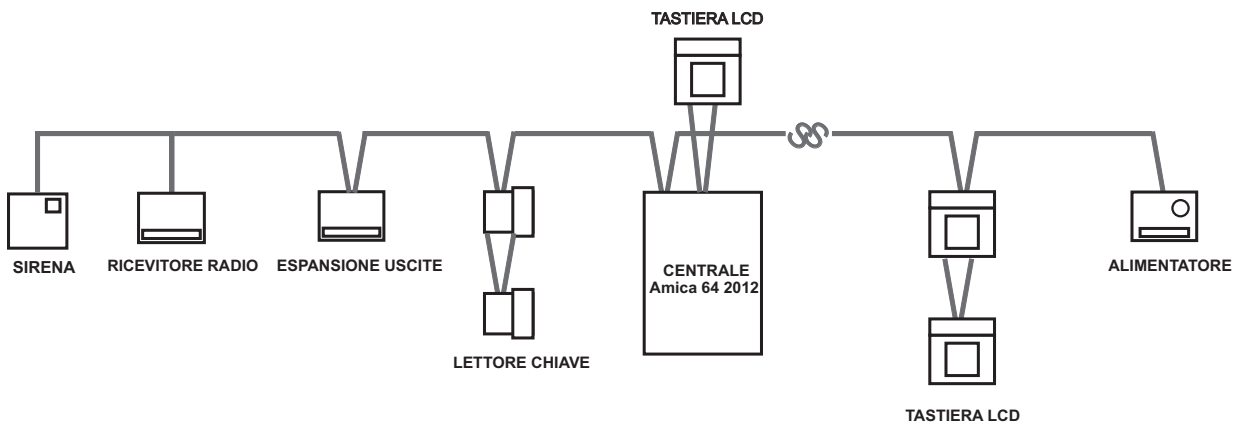 TASTIERA LCD
SIRENA
RICEVITORE RADIO
ESPANSIONE USCITE
LETTORE CHIAVE
CENTRALE
Amica 64 2012
ALIMENTATORE
TASTIERA LCD